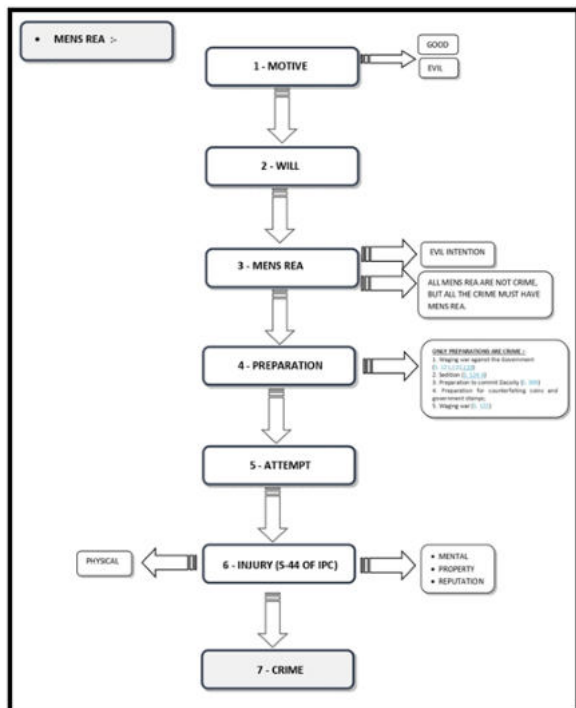 • MENS REA :-
1 - MOTIVE
GOOD
EVIL
2 - WILL
3 - MENS REA
EVIL INTENTION
ALL MENS REA ARE NOT CRIME,
BUT ALL THE CRIME MUST HAVE
MENS REA.
4 - PREPARATION
ONLY PREPARATIONS ARE CRIME :-
1. Waging war against the Government
2. Sedition
3. Preparation to commit Dacoity
4. Preparation for counterfeiting coins and
government stamps;
5. Waging war
5 - ATTEMPT
6 - INJURY (S-44 OF IPC)
PHYSICAL
• MENTAL
• PROPERTY
• REPUTATION
7 - CRIME